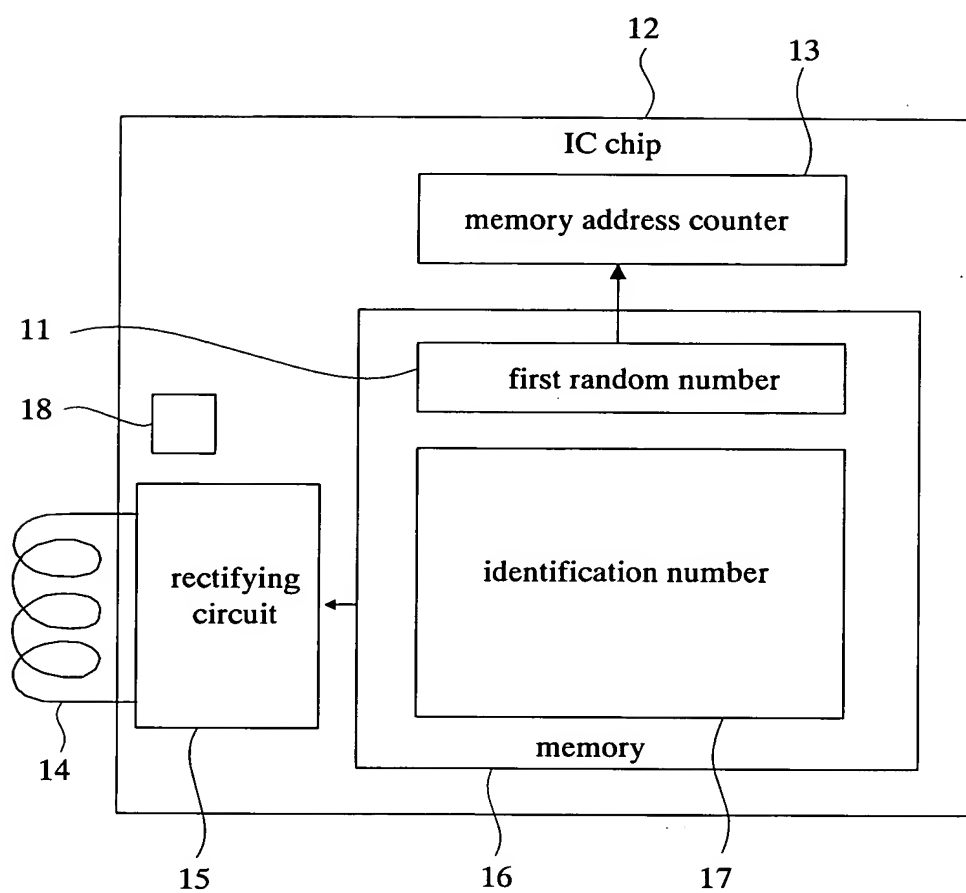 12
13
IC chip
memory address counter
11
first random number
18
identification number
rectifying
circuit
14
memory
15
16
17